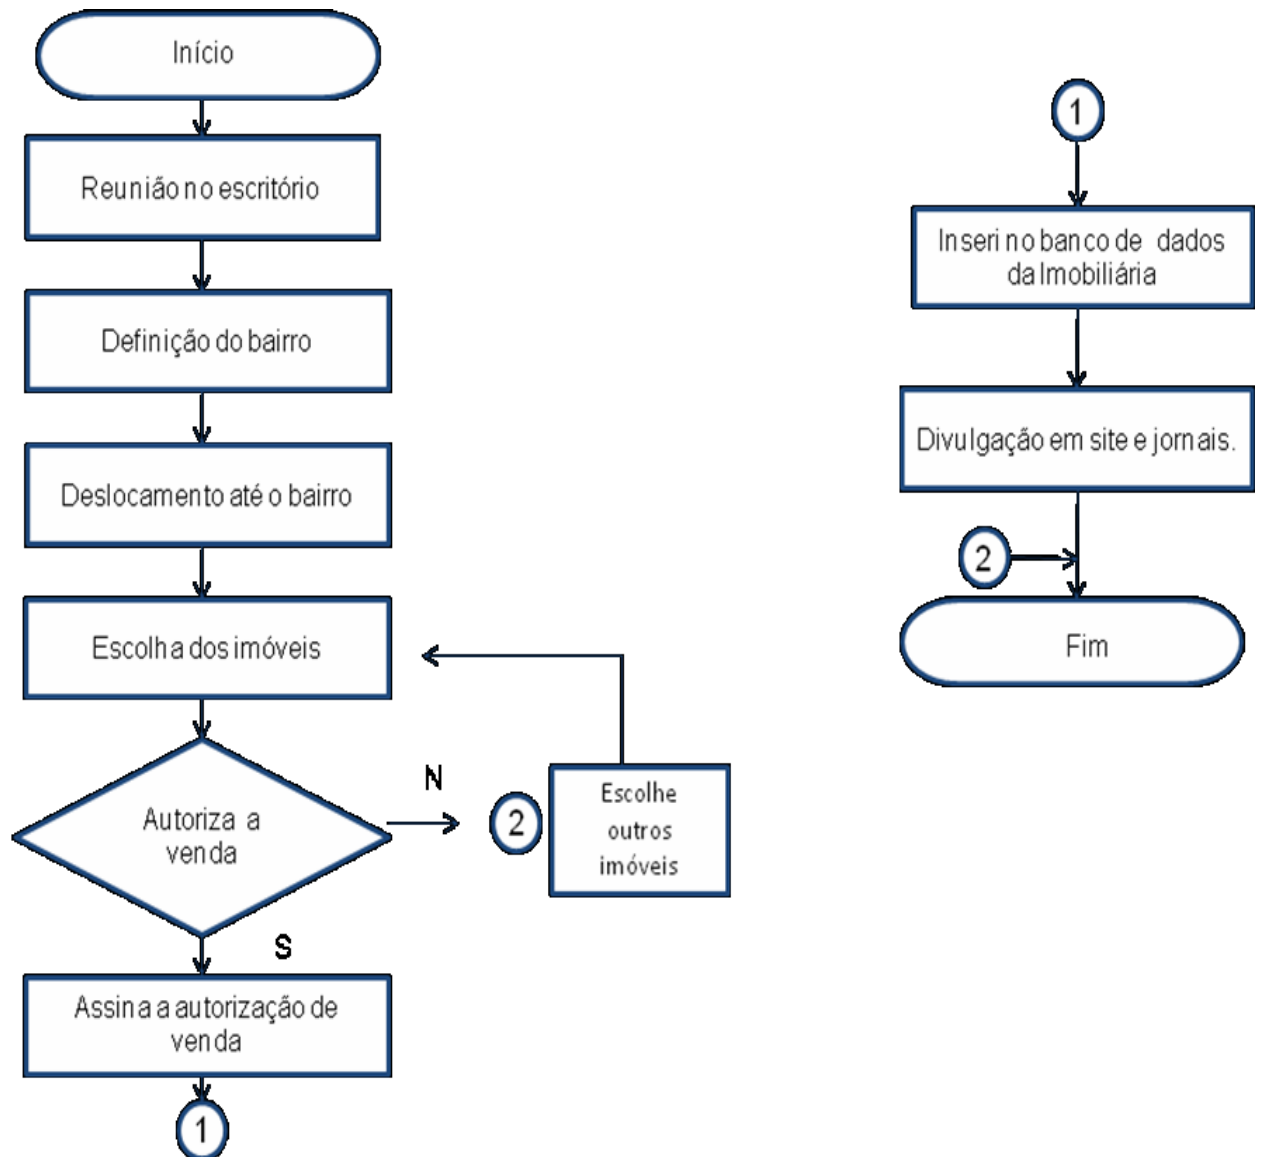 Início
Reunião no escritório
Definição do bairro
Deslocamento até o bairro
Escolha dos imóveis
Autoriza a
venda
N
2
Escolhe
outros
imóveis
S
Assina a autorização de
venda
1
1
Inseri no banco de dados
da Imobiliária
Divulgação em site e jornais.
2
Fim